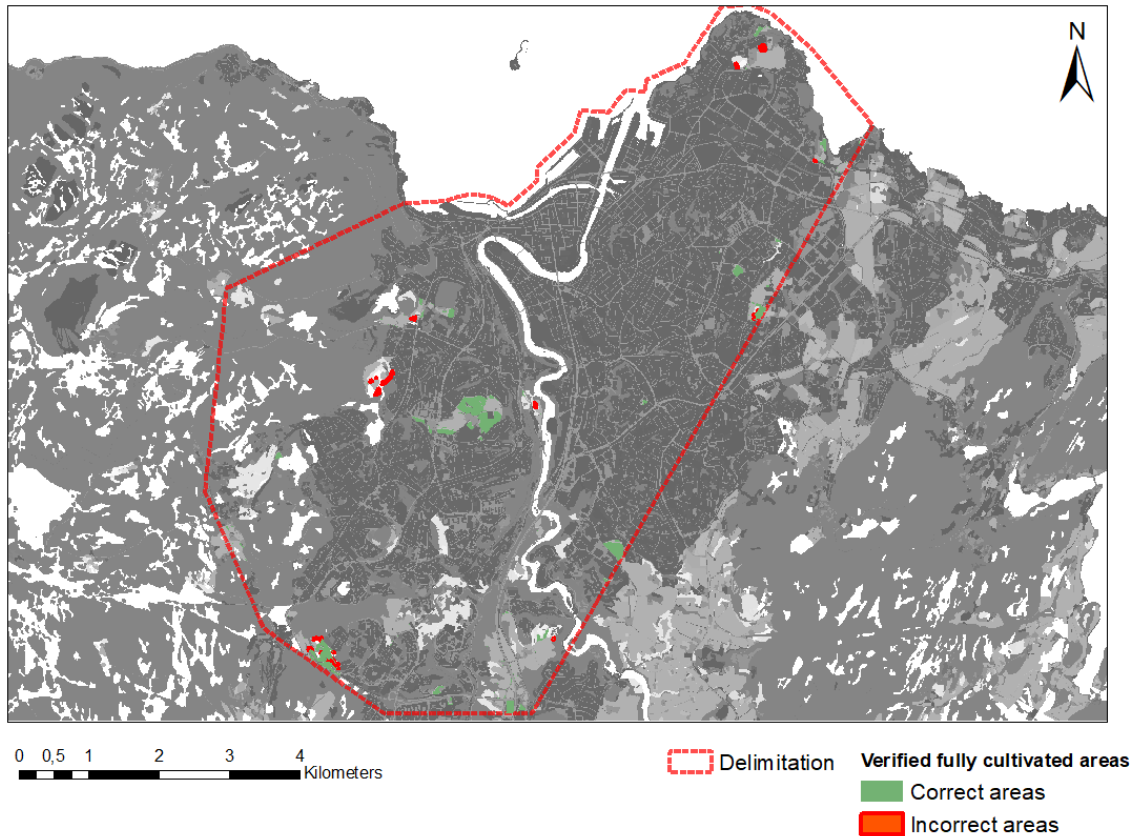 N
0 0,5 1 2 3 4
Kilometers
Delimitation
Verified fully cultivated areas
Correct areas
Incorrect areas